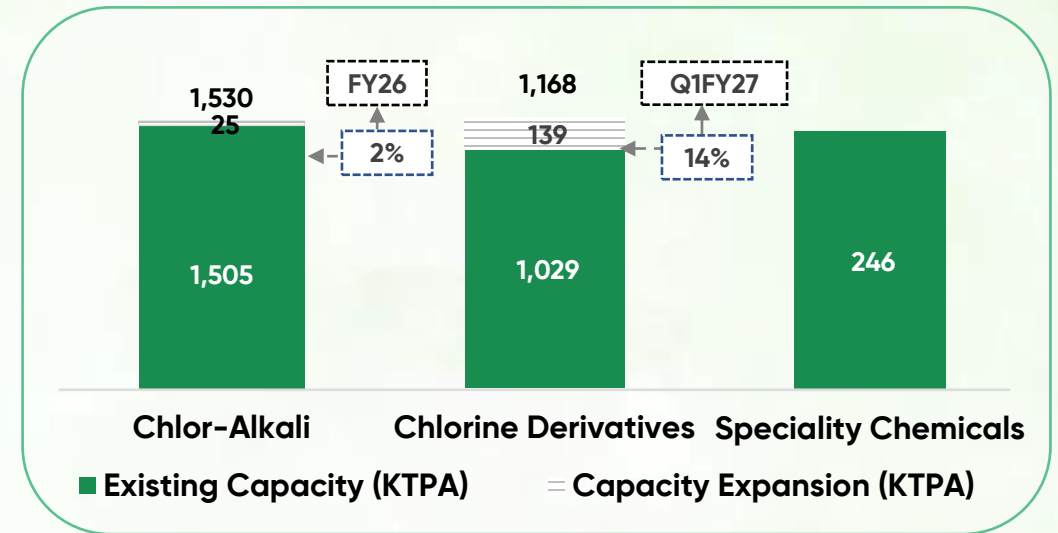 1,530
25
FY26
2%
1,168
139
Q1FY27
14%
1,505
1,029
246
Chlor-Alkali
Chlorine Derivatives
Speciality Chemicals
Existing Capacity (KTPA)
Capacity Expansion (KTPA)